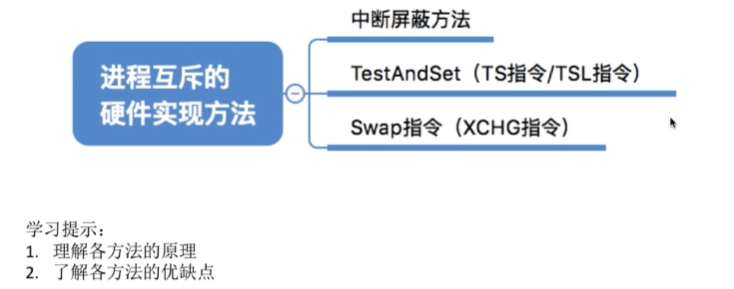 中断屏蔽方法
进程互斥的
硬件实现方法
TestAndSet（TS指令/TSL指令）
Swap指令（XCHG指令）
学习提示：
1. 理解各方法的原理
2. 了解各方法的优缺点